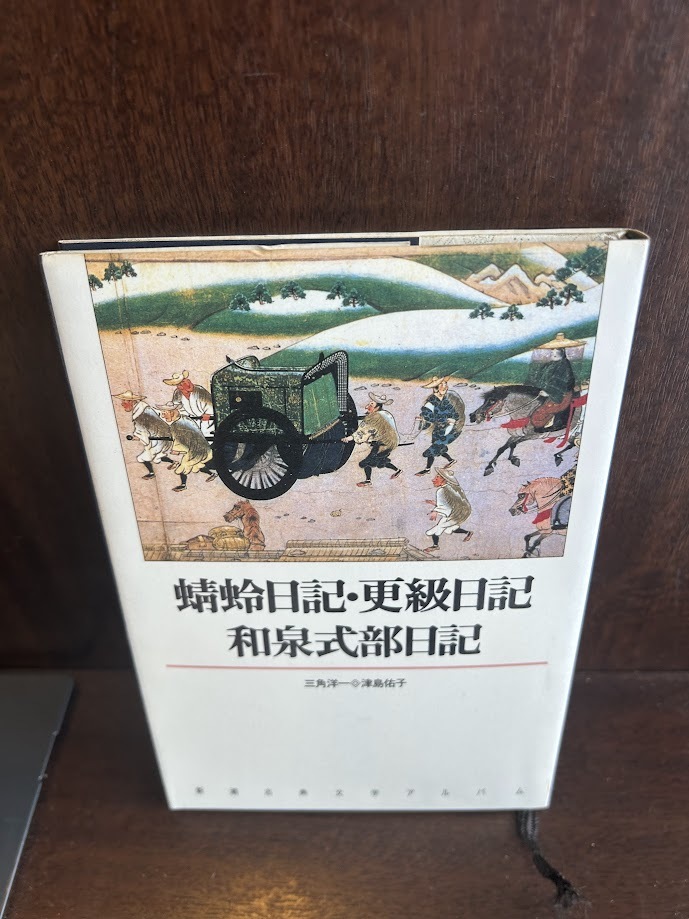 蜻蛉日記・更級日記
和泉式部日記
三角洋一◇津島佑子
新潮古典文学アルバム